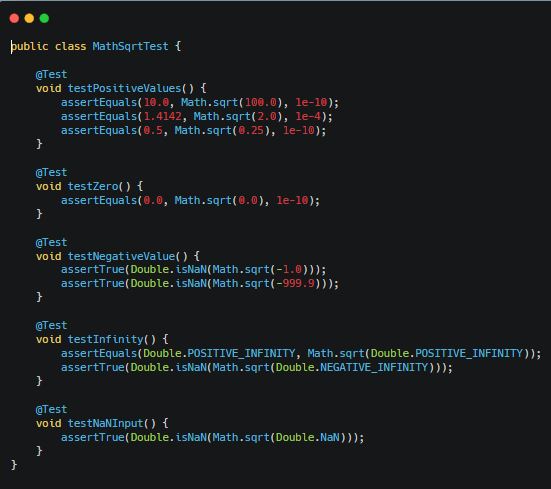 public class MathSqrtTest {
@Test
void testPositiveValues() {
assertEquals(10.0, Math.sqrt(100.0), 1e-10);
assertEquals(1.4142, Math.sqrt(2.0), 1e-4);
assertEquals(0.5, Math.sqrt(0.25), 1e-10);
}
@Test
void testZero() {
assertEquals(0.0, Math.sqrt(0.0), 1e-10);
}
@Test
void testNegativeValue() {
assertTrue(Double.isNaN(Math.sqrt(-1.0)));
assertTrue(Double.isNaN(Math.sqrt(-999.9)));
}
@Test
void testInfinity() {
assertEquals(Double.POSITIVE_INFINITY, Math.sqrt(Double.POSITIVE_INFINITY));
assertTrue(Double.isNaN(Math.sqrt(Double.NEGATIVE_INFINITY)));
}
@Test
void testNaNInput() {
assertTrue(Double.isNaN(Math.sqrt(Double.NaN)));
}
}